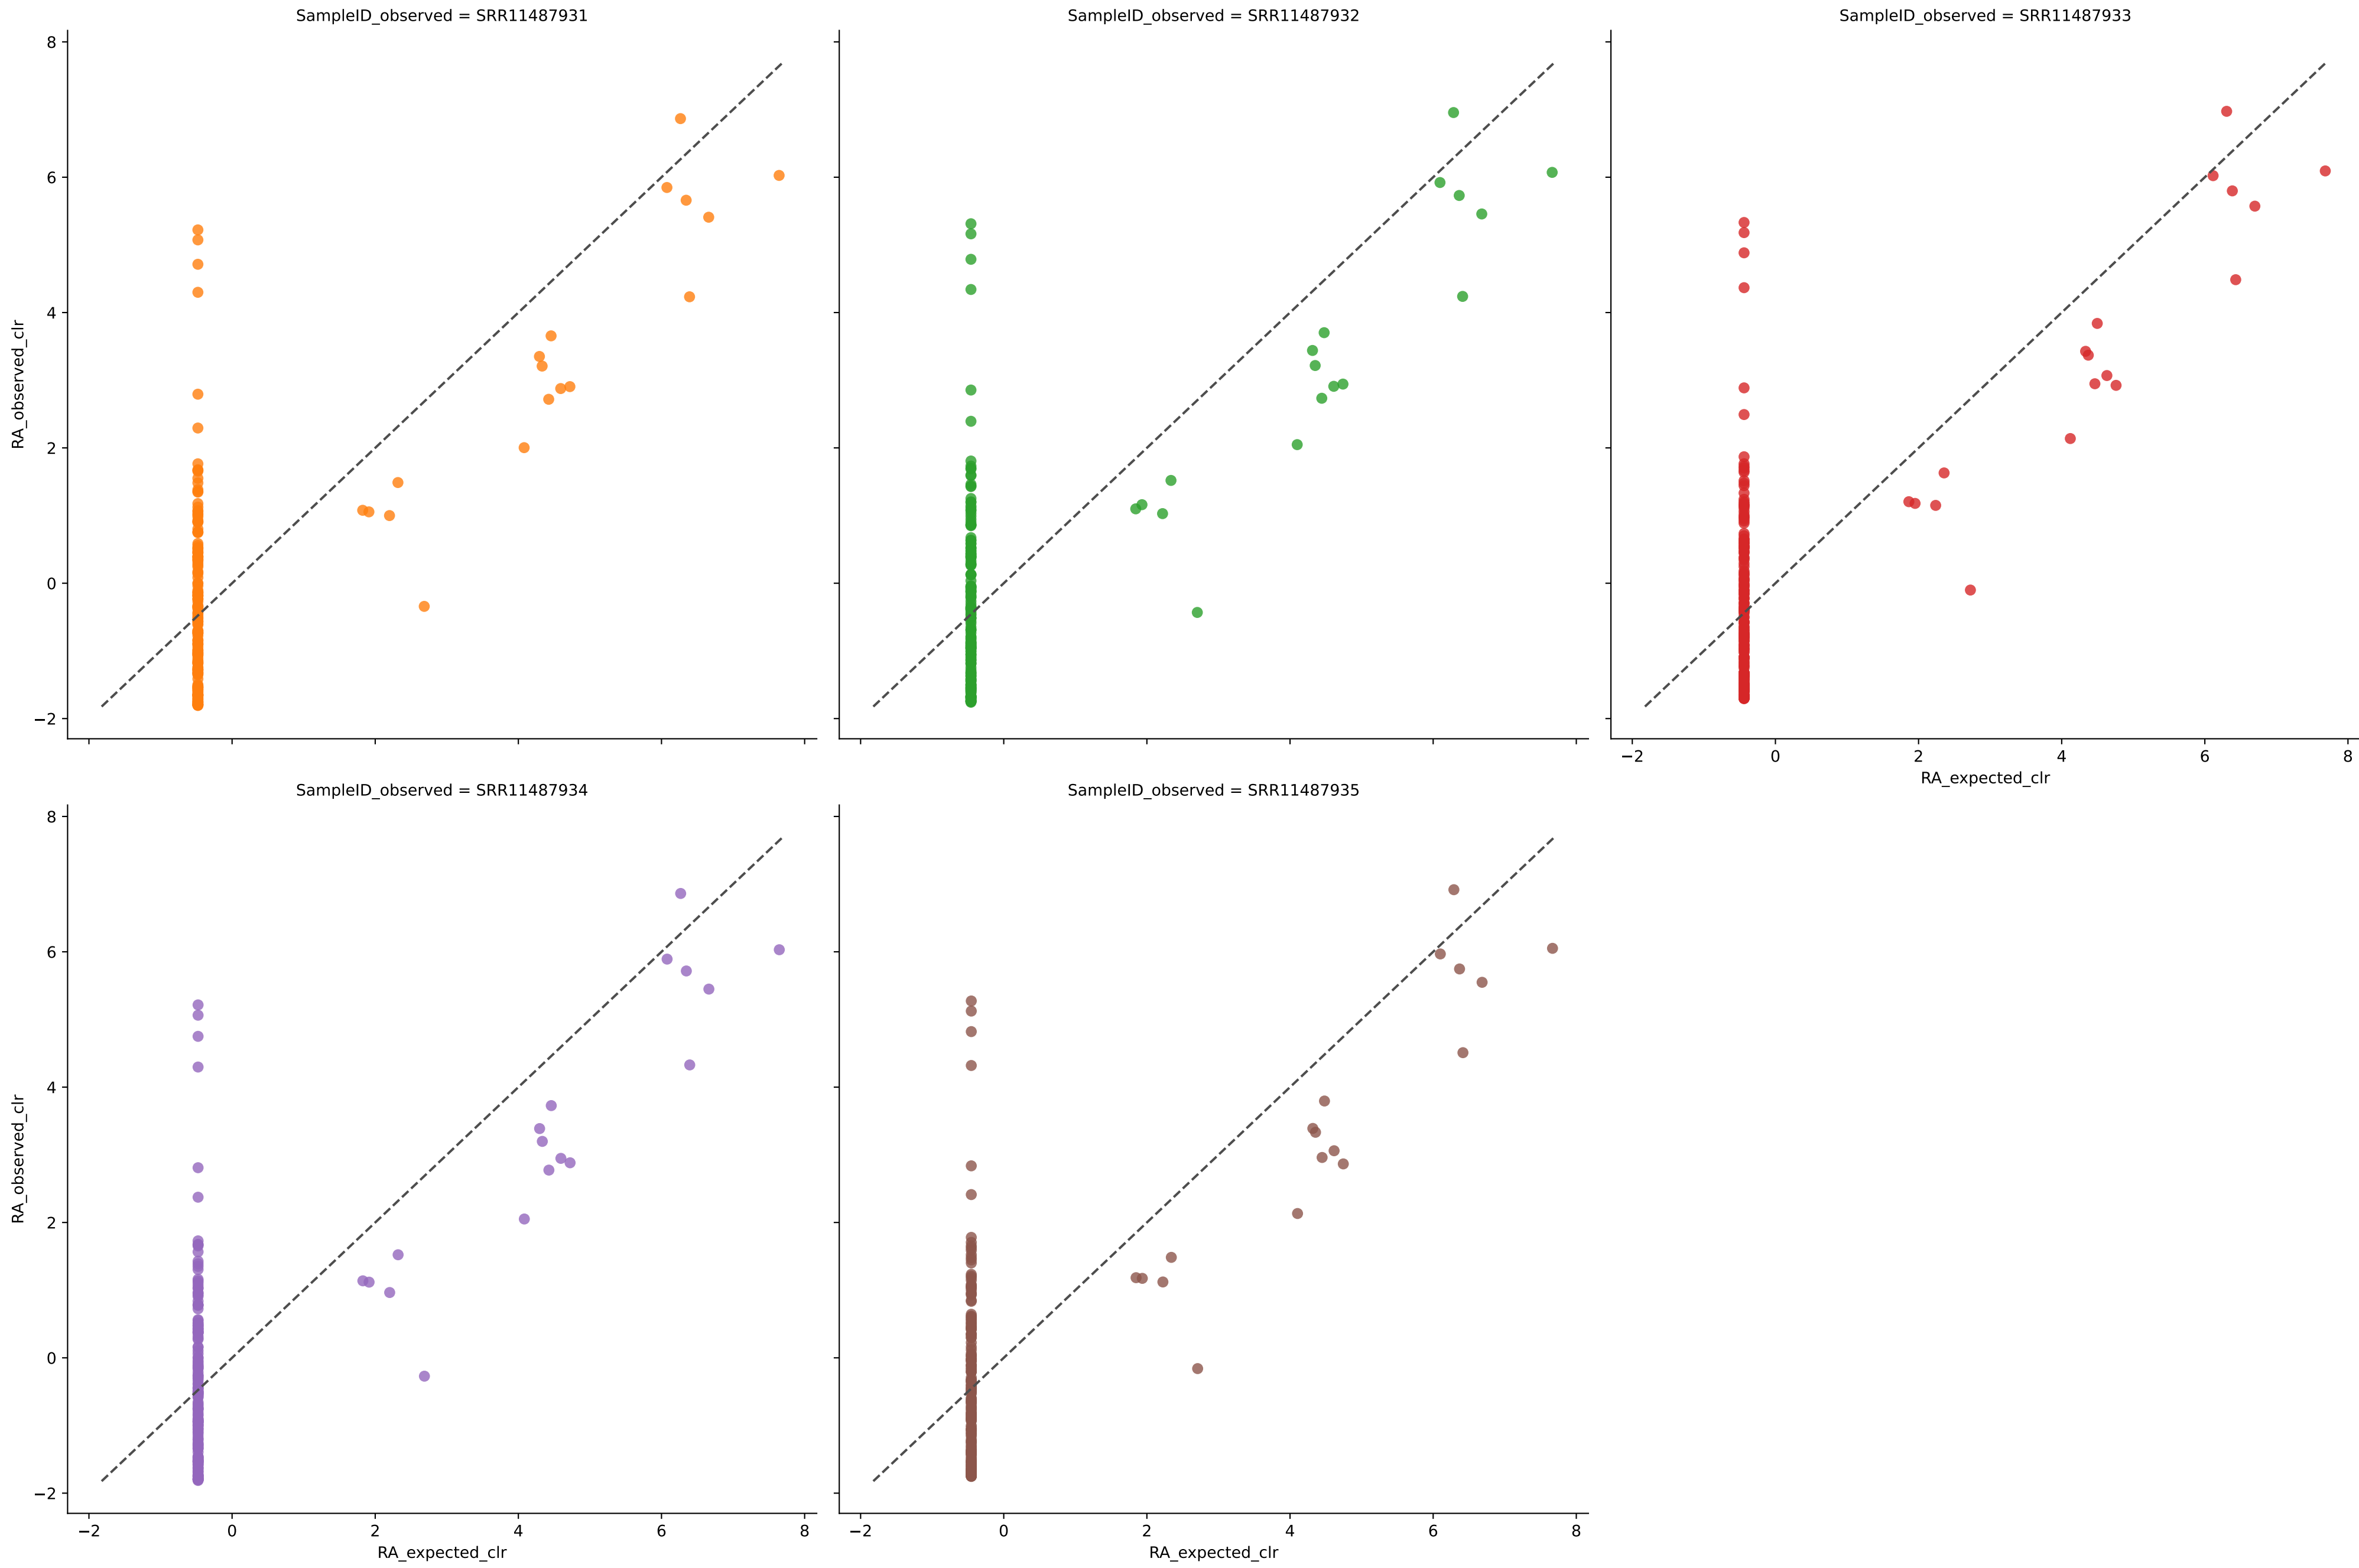 SampleID_observed = SRR11487931
SampleID_observed = SRR11487932
SampleID_observed = SRR11487933
8
6
4
2
0
−2
RA_observed_clr
−2 0 2 4 6 8
RA_expected_clr
SampleID_observed = SRR11487934
SampleID_observed = SRR11487935
8
6
4
2
0
−2
RA_observed_clr
−2 0 2 4 6 8
−2 0 2 4 6 8
RA_expected_clr
RA_expected_clr